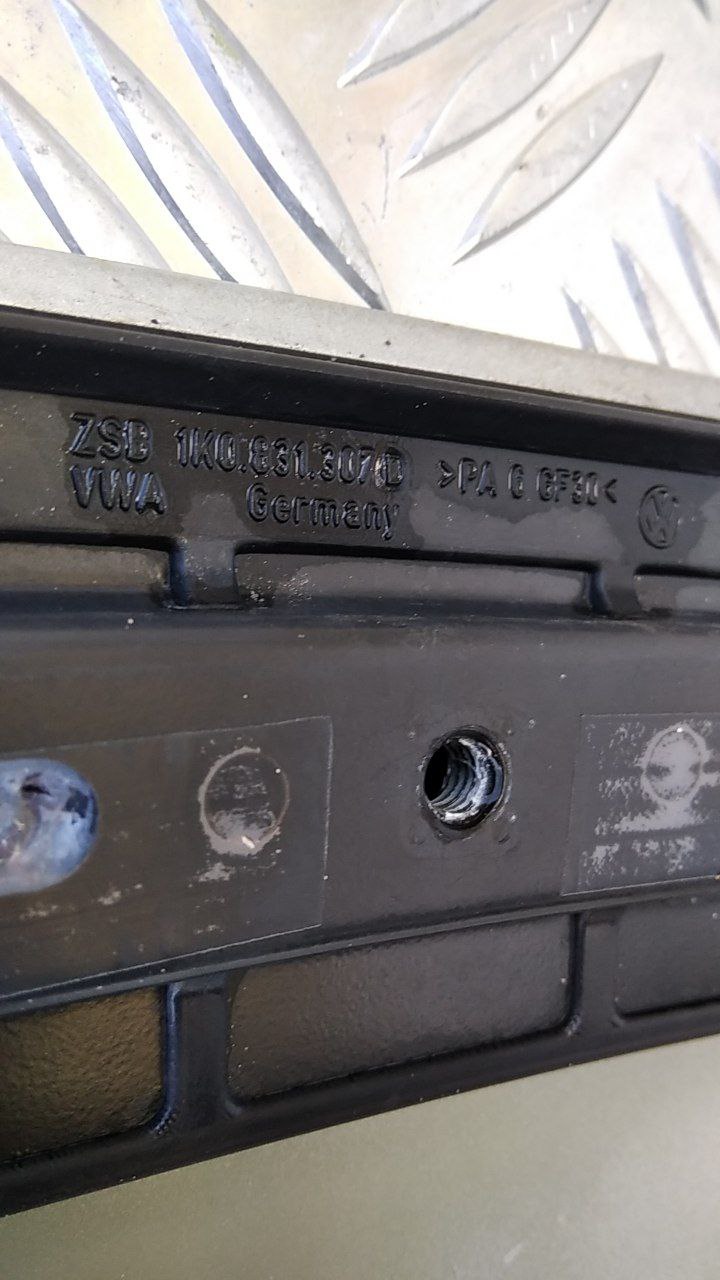 ZSB 1K0.831.307 D >PA 6 GF30<
VWA Germany